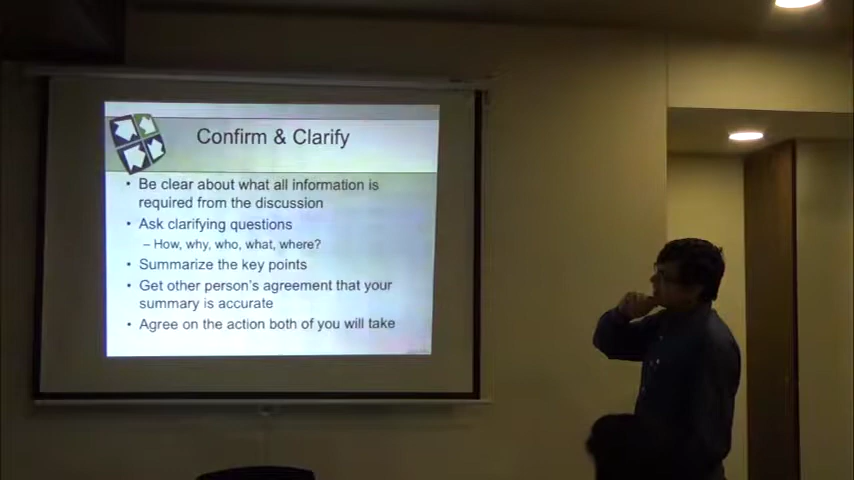 Confirm & Clarify
• Be clear about what all information is
required from the discussion
• Ask clarifying questions
– How, why, who, what, where?
• Summarize the key points
• Get other person's agreement that your
summary is accurate
• Agree on the action both of you will take